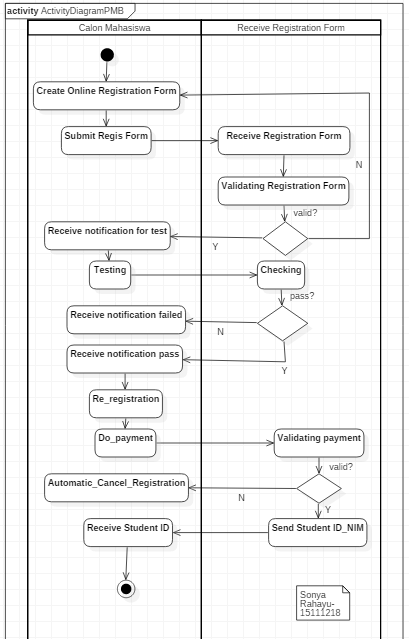 activity ActivityDiagramPMB
Calon Mahasiswa
Receive Registration Form
Create Online Registration Form
Submit Regis Form
Receive Registration Form
N
Validating Registration Form
valid?
Receive notification for test
Y
Testing
Checking
pass?
Receive notification failed
N
Receive notification pass
Y
Re_registration
Do_payment
Validating payment
valid?
Automatic_Cancel_Registration
N
Y
Receive Student ID
Send Student ID_NIM
Sonya
Rahayu-
15111218